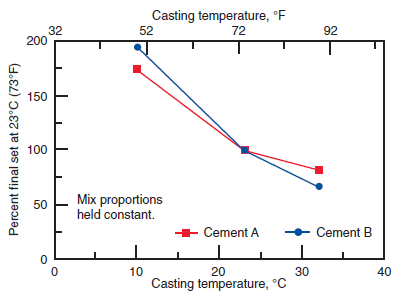 Casting temperature, °F
32 52 72 92
200
150
100
50
0
Percent final set at 23°C (73°F)
Mix proportions
held constant.
Cement A Cement B
0 10 20 30 40
Casting temperature, °C